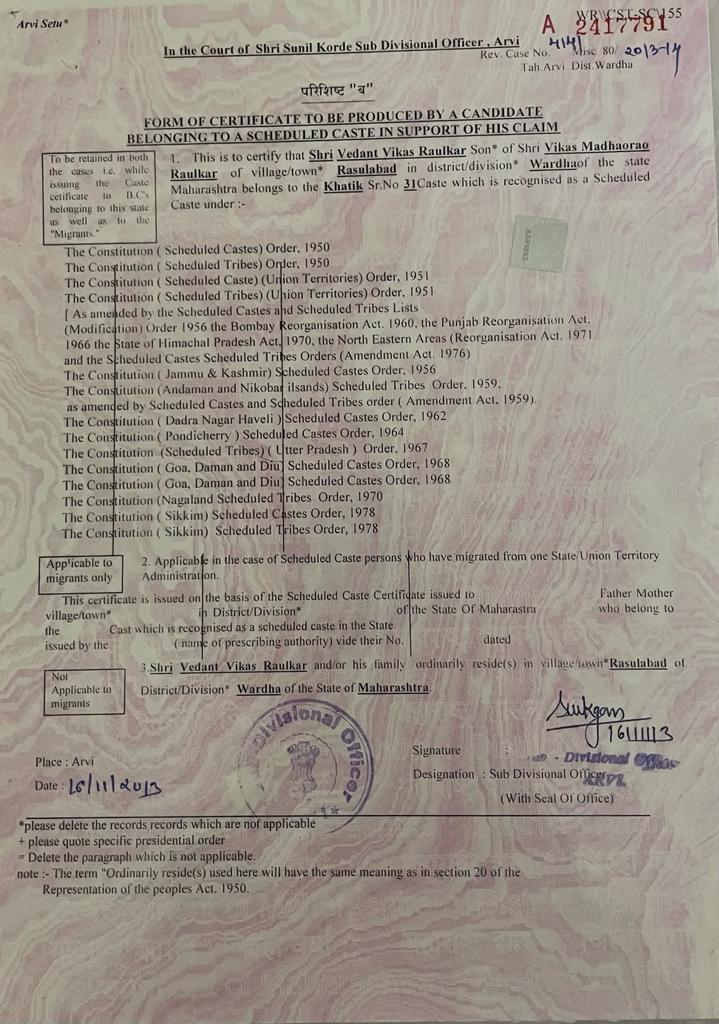 Arvi Setu*
WR\\CST-SC\155
A 2417791
In the Court of Shri Sunil Korde Sub Divisional Officer , Arvi
Rev. Case No. Misc 80/ 2013-14
Tah.Arvi Dist.Wardha
परिशिष्ट "ब"
FORM OF CERTIFICATE TO BE PRODUCED BY A CANDIDATE
BELONGING TO A SCHEDULED CASTE IN SUPPORT OF HIS CLAIM
To be retained in both
the cases i.e. while
issuing the Caste
cetificate to B.C's
belonging to this state
as well as to the
"Migrants."
1. This is to certify that Shri Vedant Vikas Raulkar Son* of Shri Vikas Madhaorao
Raulkar of village/town* Rasulabad in district/division* Wardhaof the state
Maharashtra belongs to the Khatik Sr.No 31Caste which is recognised as a Scheduled
Caste under :-
The Constitution ( Scheduled Castes) Order, 1950
The Constitution ( Scheduled Tribes) Order, 1950
The Constitution ( Scheduled Caste) (Union Territories) Order, 1951
The Constitution ( Scheduled Tribes) (Union Territories) Order, 1951
[ As amended by the Scheduled Castes and Scheduled Tribes Lists
(Modification) Order 1956 the Bombay Reorganisation Act. 1960, the Punjab Reorganisation Act.
1966 the State of Himachal Pradesh Act, 1970, the North Eastern Areas (Reorganisation Act. 1971
and the Scheduled Castes Scheduled Tribes Orders (Amendment Act. 1976)
The Constitution ( Jammu & Kashmir) Scheduled Castes Order, 1956
The Constitution (Andaman and Nikobar ilsands) Scheduled Tribes Order. 1959,
as amended by Scheduled Castes and Scheduled Tribes order ( Amendment Act, 1959).
The Constitution ( Dadra Nagar Haveli ) Scheduled Castes Order, 1962
The Constitution ( Pondicherry ) Scheduled Castes Order, 1964
The Constitution (Scheduled Tribes) ( Utter Pradesh ) Order, 1967
The Constitution ( Goa, Daman and Diu) Scheduled Castes Order, 1968
The Constitution ( Goa, Daman and Diu) Scheduled Castes Order, 1968
The Constitution (Nagaland Scheduled Tribes Order, 1970
The Constitution ( Sikkim) Scheduled Castes Order, 1978
The Constitution ( Sikkim) Scheduled Tribes Order, 1978
Applicable to
migrants only
2. Applicable in the case of Scheduled Caste persons who have migrated from one State/Union Territory
Administration.
This certificate is issued on the basis of the Scheduled Caste Certificate issued to Father Mother
village/town* in District/Division* of the State Of Maharastra who belong to
the Cast which is recognised as a scheduled caste in the State
issued by the ( name of prescribing authority) vide their No. dated
Not
Applicable to
migrants
3.Shri Vedant Vikas Raulkar and/or his family ordinarily reside(s) in village/town*Rasulabad of
District/Division* Wardha of the State of Maharashtra.
16/11/13
Divisional Officer
Place : Arvi
Date : 16/11/2013
Signature :
- Divisional Officer
Designation : Sub Divisional Officer
ARVI
(With Seal Of Office)
*please delete the records records which are not applicable
+ please quote specific presidential order
= Delete the paragraph which is not applicable.
note :- The term "Ordinarily reside(s) used here will have the same meaning as in section 20 of the
Representation of the peoples Act. 1950.